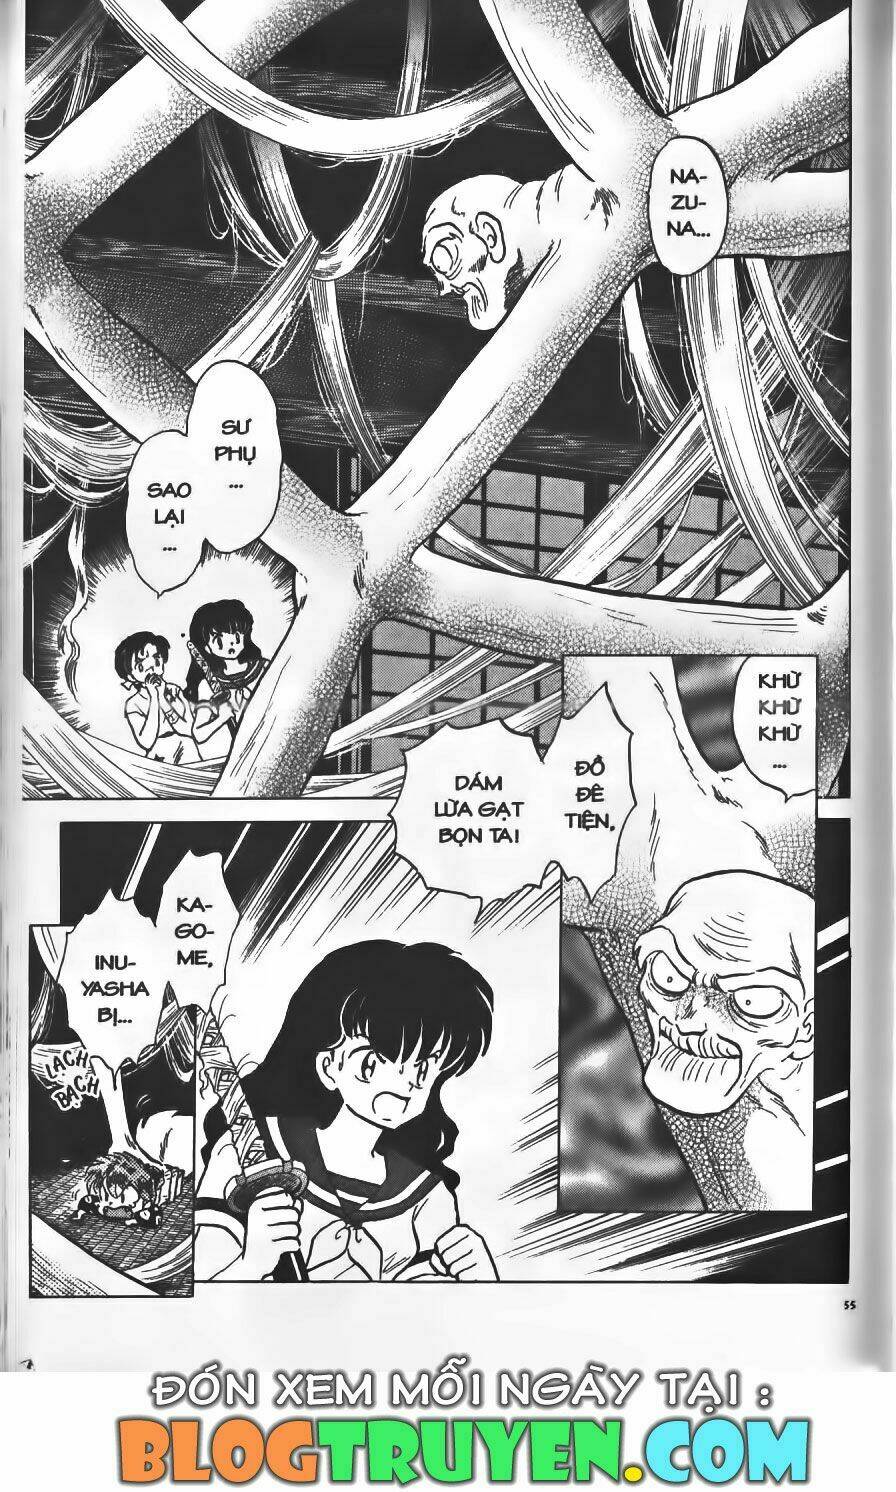 NA-
ZU-
NA...
SƯ
PHỤ
...
SAO
LẠI
...
KHỪ
KHỪ
KHỪ
...
ĐỒ
ĐÊ
TIỆN,
DÁM
LỪA GẠT
BỌN TA!
KA-
GO-
ME,
INU-
YASHA
BỊ...
LẠCH
BẠCH
55
ĐÓN XEM MỖI NGÀY TẠI :
BLOGTRUYEN.COM